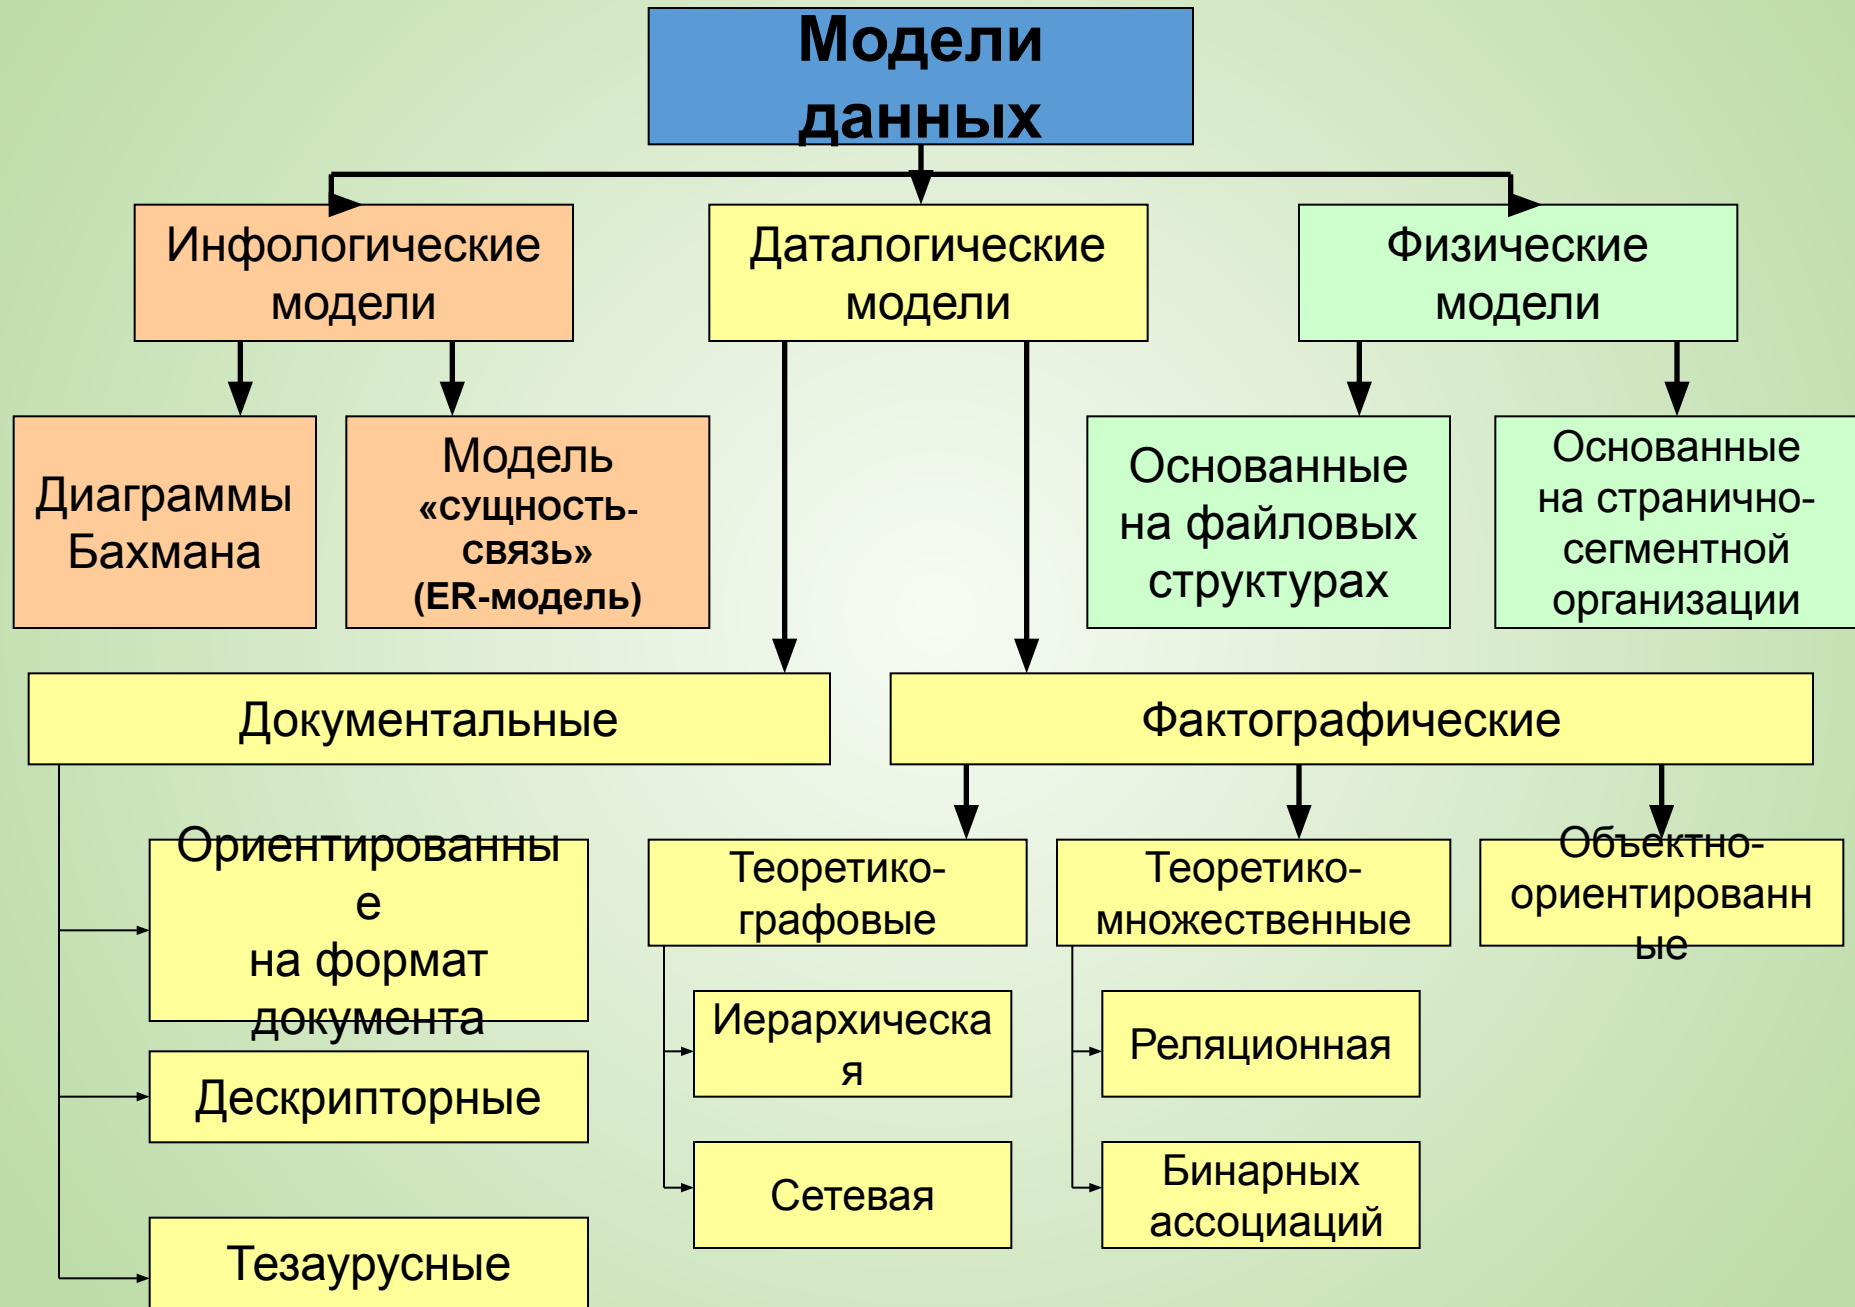 Модели
данных
Инфологические
модели
Даталогические
модели
Физические
модели
Диаграммы
Бахмана
Модель
«СУЩНОСТЬ-
СВЯЗЬ»
(ER-модель)
Основанные
на файловых
структурах
Основанные
на странично-
сегментной
организации
Документальные
Фактографические
Ориентированны
е
на формат
документа
Дескрипторные
Тезаурусные
Теоретико-
графовые
Иерархическа
я
Сетевая
Теоретико-
множественные
Реляционная
Бинарных
ассоциаций
Объектно-
ориентированн
ые